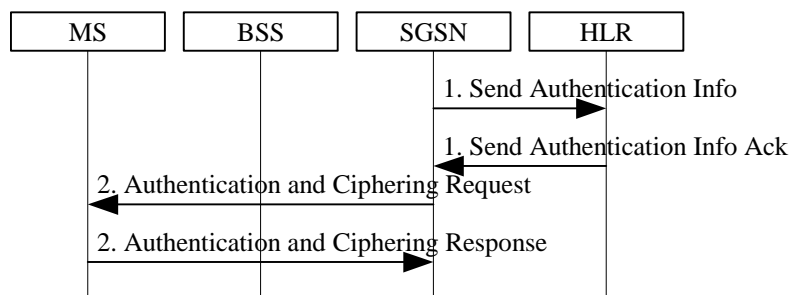 MS BSS SGSN HLR
1. Send Authentication Info
1. Send Authentication Info Ack
2. Authentication and Ciphering Request
2. Authentication and Ciphering Response